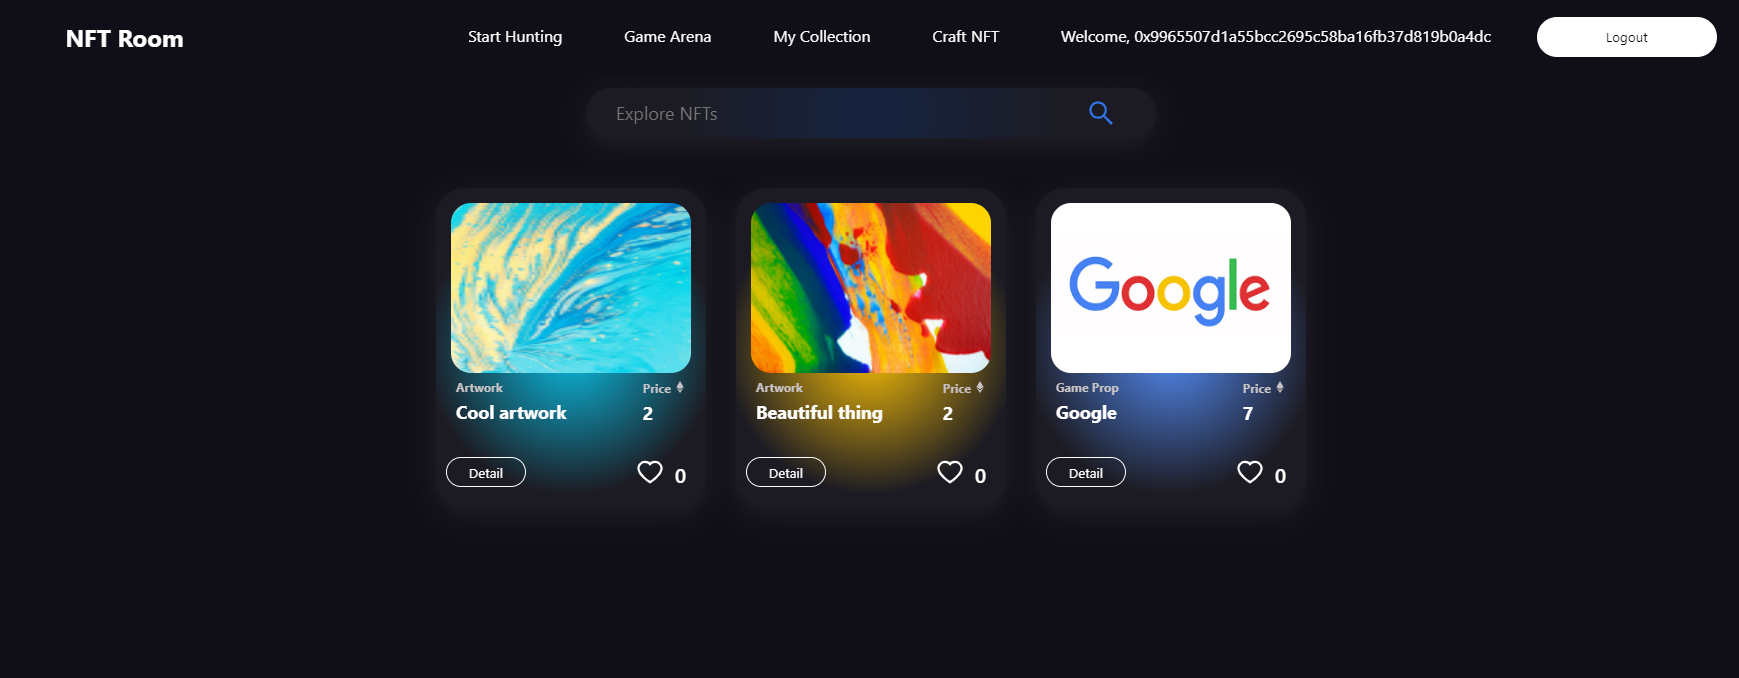 NFT Room
Start Hunting
Game Arena
My Collection
Craft NFT
Welcome, 0x9965507d1a55bcc2695c58ba16fb37d819b0a4dc
Logout
Explore NFTs
Artwork
Price
Cool artwork
2
Detail
0
Artwork
Price
Beautiful thing
2
Detail
0
Google
Game Prop
Price
Google
7
Detail
0